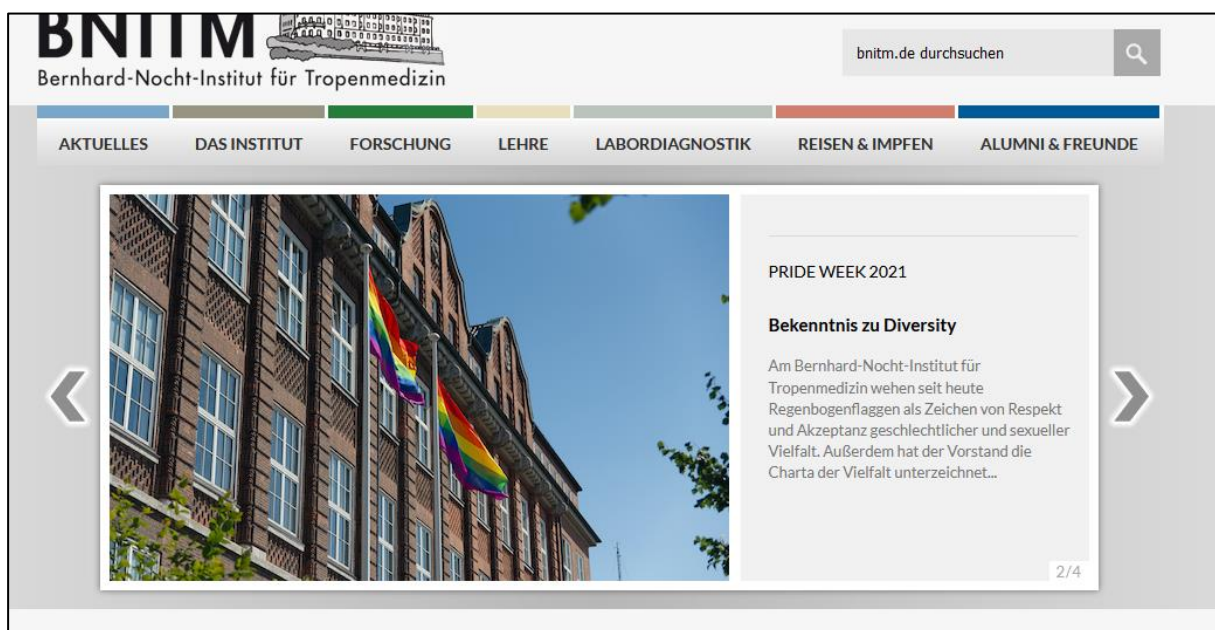 BNITM
Bernhard-Nocht-Institut für Tropenmedizin
bnitm.de durchsuchen
AKTUELLES DAS INSTITUT FORSCHUNG LEHRE LABORDIAGNOSTIK REISEN & IMPFEN ALUMNI & FREUNDE
PRIDE WEEK 2021
Bekenntnis zu Diversity
Am Bernhard-Nocht-Institut für
Tropenmedizin wehen seit heute
Regenbogenflaggen als Zeichen von Respekt
und Akzeptanz geschlechtlicher und sexueller
Vielfalt. Außerdem hat der Vorstand die
Charta der Vielfalt unterzeichnet...
2/4